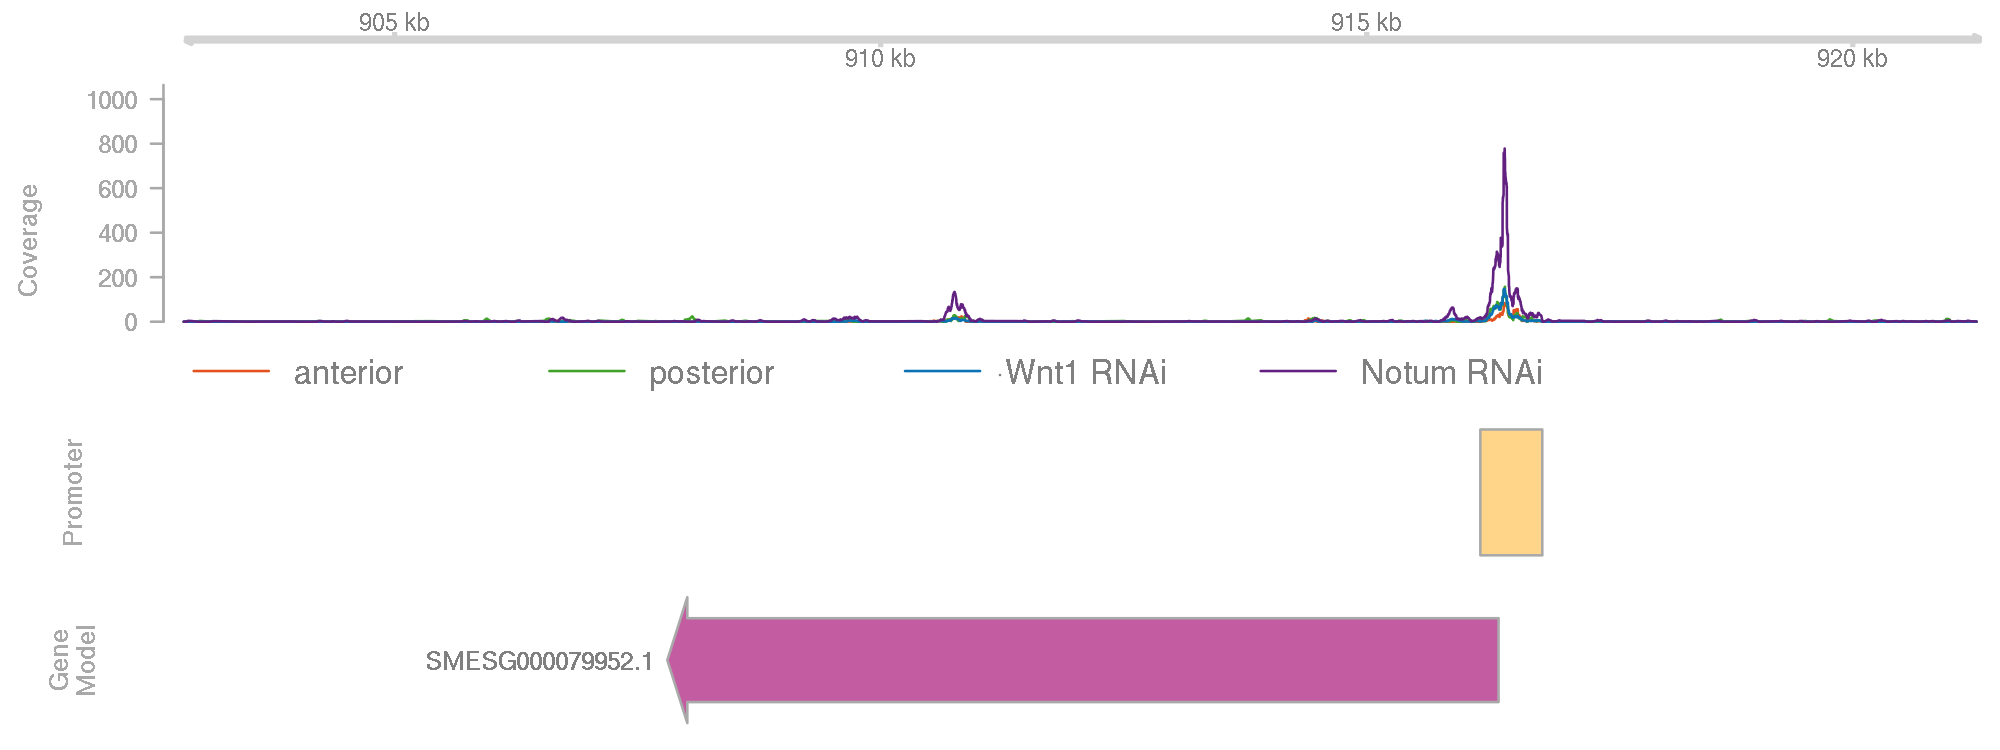 905 kb
915 kb
910 kb
920 kb
Coverage
1000
800
600
400
200
0
anterior
posterior
Wnt1 RNAi
Notum RNAi
Promoter
Gene
Model
SMESG000079952.1